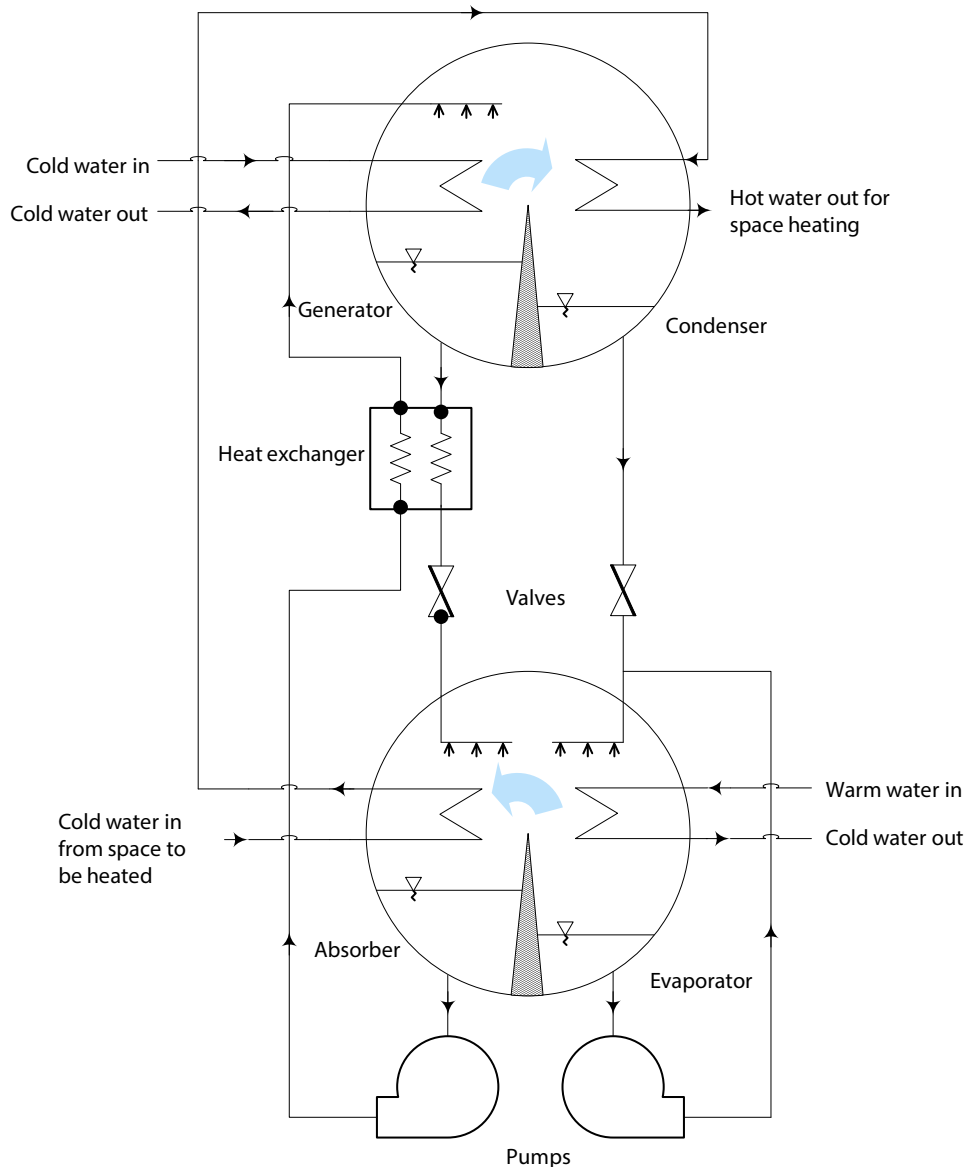 Cold water in
Cold water out
Hot water out for
space heating
Generator
Condenser
Heat exchanger
Valves
Warm water in
Cold water in
from space to
be heated
Cold water out
Absorber
Evaporator
Pumps